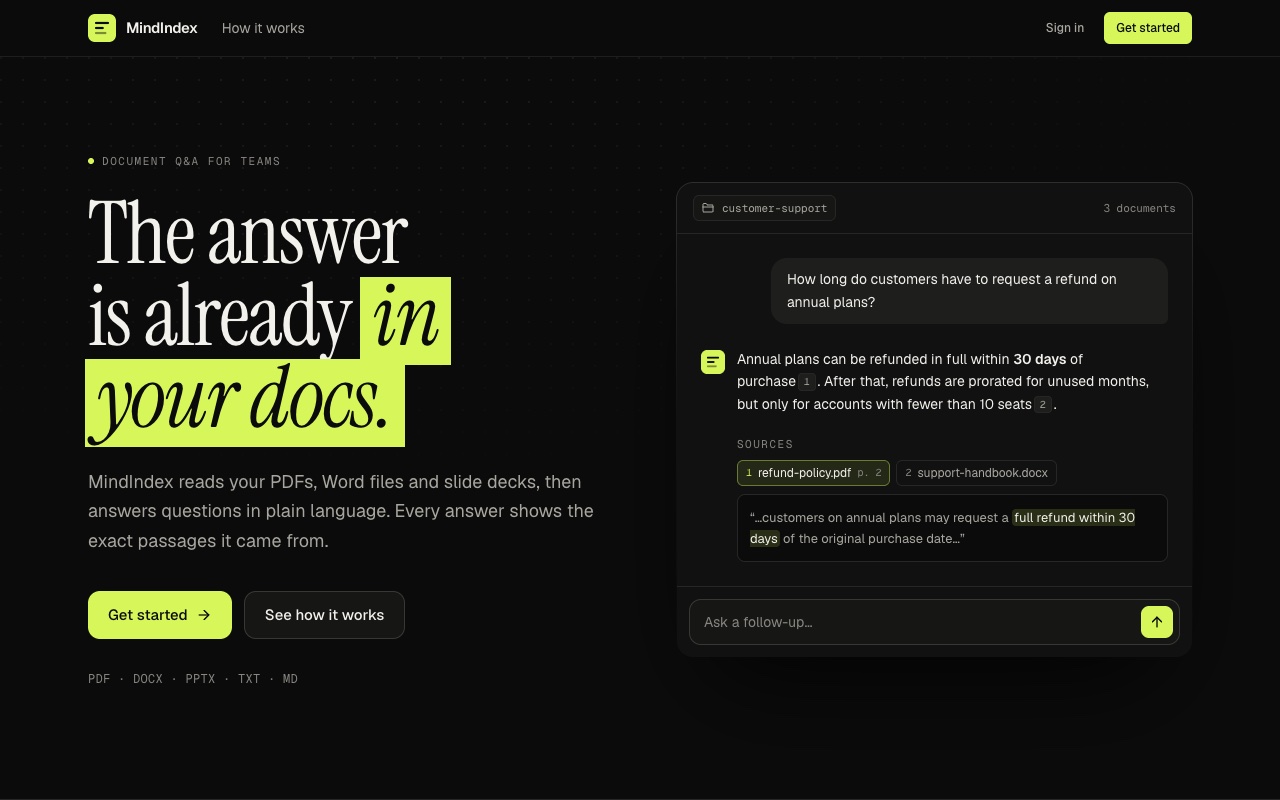 MindIndex
How it works
Sign in
Get started
DOCUMENT Q&A FOR TEAMS
The answer
is already in
your docs.
MindIndex reads your PDFs, Word files and slide decks, then
answers questions in plain language. Every answer shows the
exact passages it came from.
Get started →
See how it works
PDF · DOCX · PPTX · TXT · MD
customer-support
3 documents
How long do customers have to request a refund on
annual plans?
Annual plans can be refunded in full within 30 days of
purchase 1. After that, refunds are prorated for unused months,
but only for accounts with fewer than 10 seats 2.
SOURCES
1 refund-policy.pdf p. 2
2 support-handbook.docx
“…customers on annual plans may request a full refund within 30
days of the original purchase date…”
Ask a follow-up…